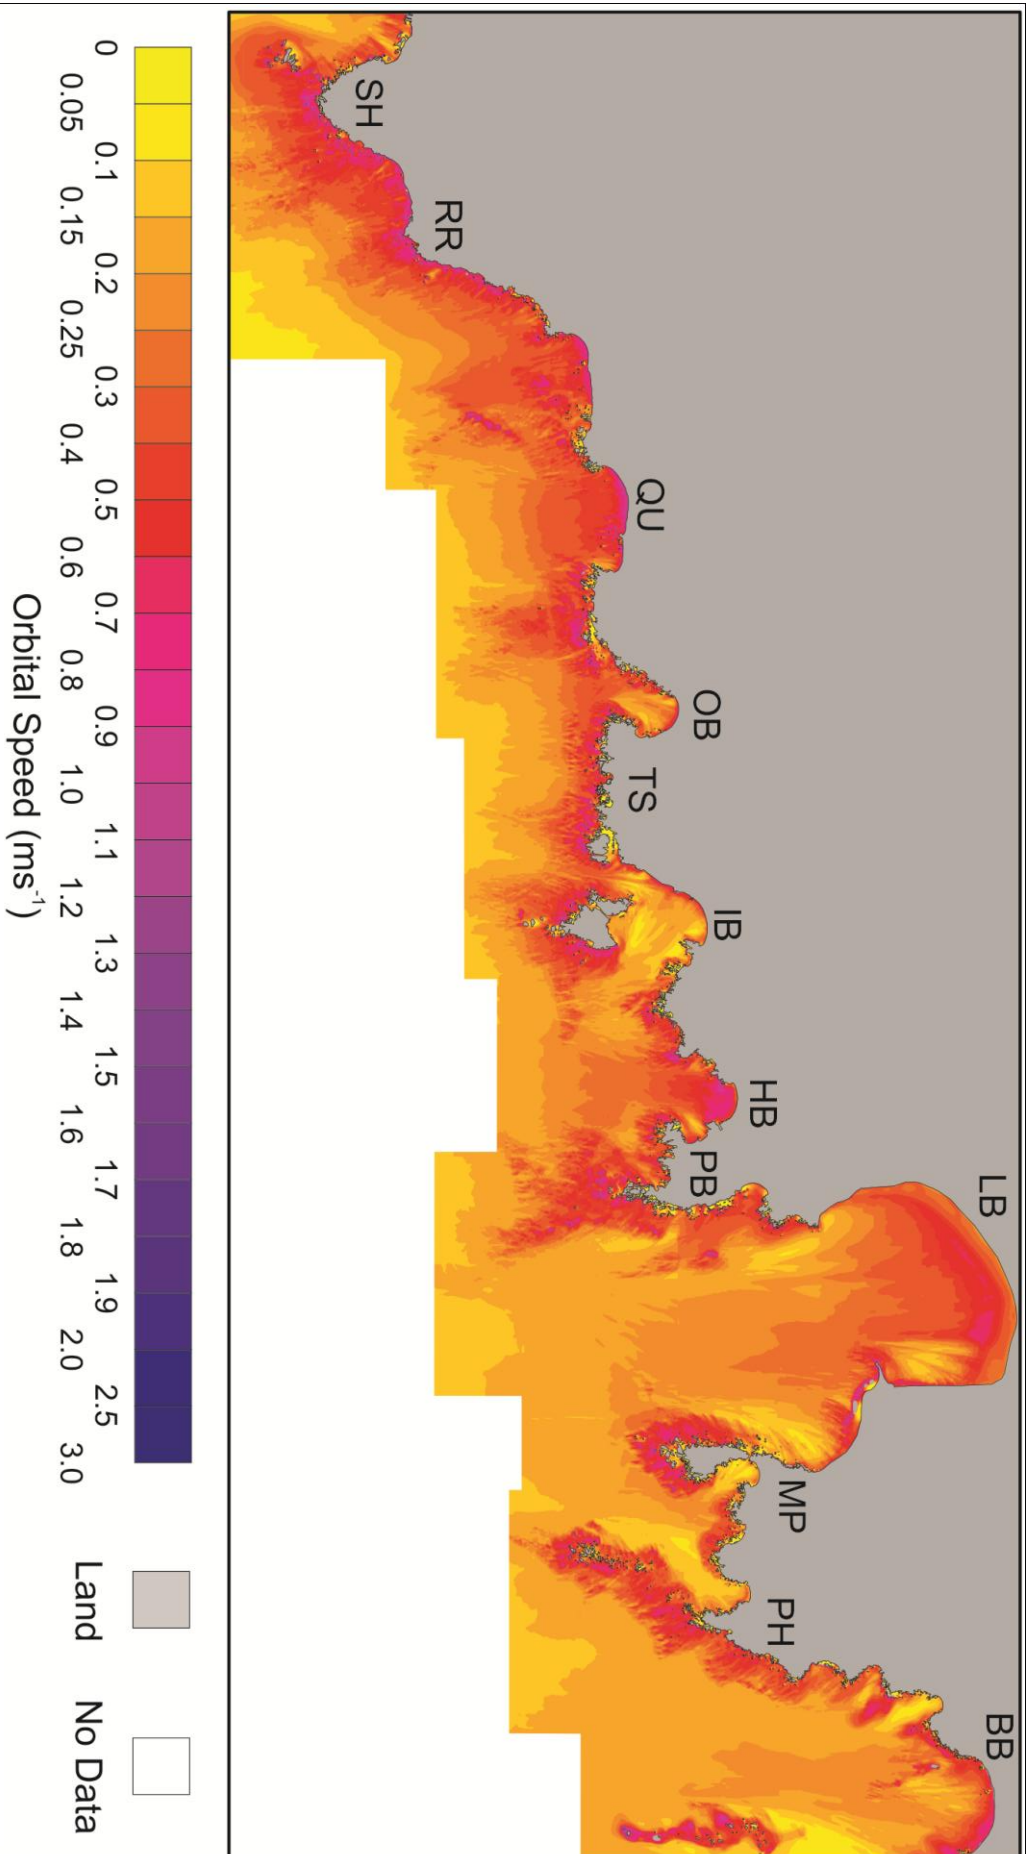 SH
RR
QU
OB
TS
IB
HB
PB
LB
MP
PH
BB
0 0.05 0.1 0.15 0.2 0.25 0.3 0.4 0.5 0.6 0.7 0.8 0.9 1.0 1.1 1.2 1.3 1.4 1.5 1.6 1.7 1.8 1.9 2.0 2.5 3.0
Orbital Speed (ms⁻¹)
Land
No Data